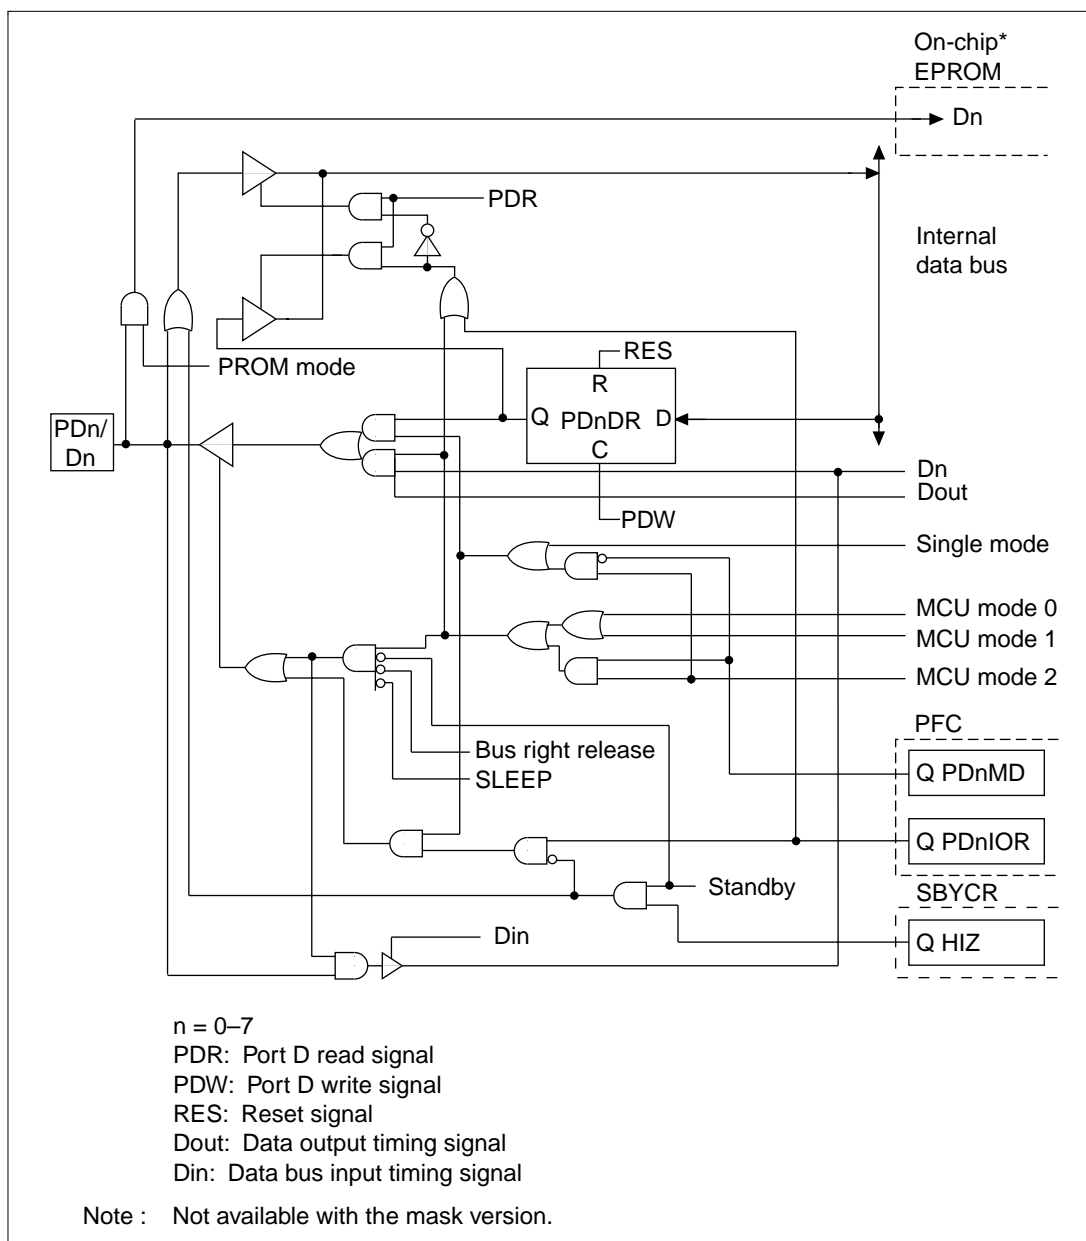 On-chip*
EPROM
Dn
PDR
Internal
data bus
RES
PROM mode
R
PDn/
Dn
Q PDnDR D
C
Dn
Dout
PDW
Single mode
MCU mode 0
MCU mode 1
MCU mode 2
PFC
Bus right release
Q PDnMD
SLEEP
Q PDnIOR
Standby
SBYCR
Din
Q HIZ
n = 0–7
PDR: Port D read signal
PDW: Port D write signal
RES: Reset signal
Dout: Data output timing signal
Din: Data bus input timing signal
Note : Not available with the mask version.